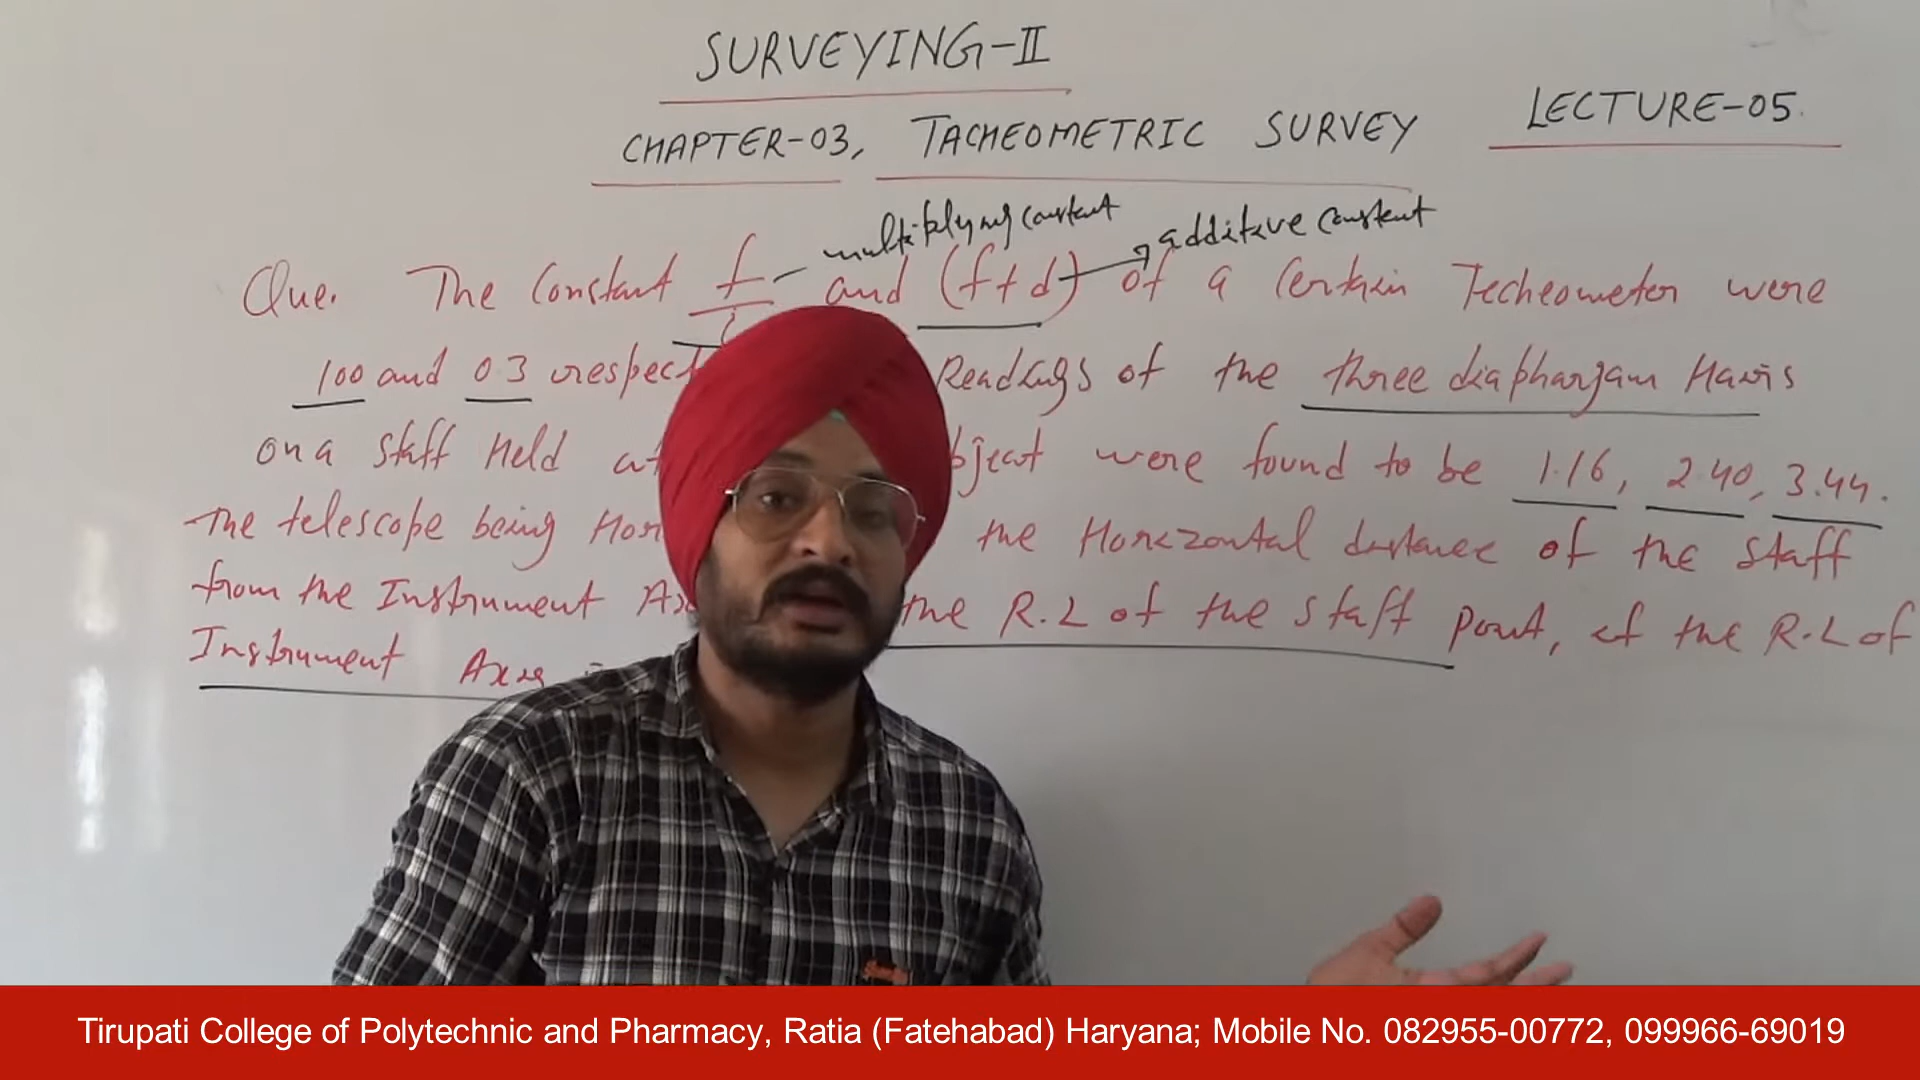 SURVEYING-II
CHAPTER-03, TACHEOMETRIC SURVEY
LECTURE-05.
multiplying constant
additive constant
Que. The Constant f and (f+d) of a Certain Techeometer were
100 and 0.3 respect Readings of the three diaphargam Hairs
on a staff Held at bject were found to be 1.16, 2.40, 3.44.
The telescope being Hori the Horizontal distance of the Staff
from the Instrument Ax the R.L of the staff Point, if the R.L of
Instrument Axis
Tirupati College of Polytechnic and Pharmacy, Ratia (Fatehabad) Haryana; Mobile No. 082955-00772, 099966-69019